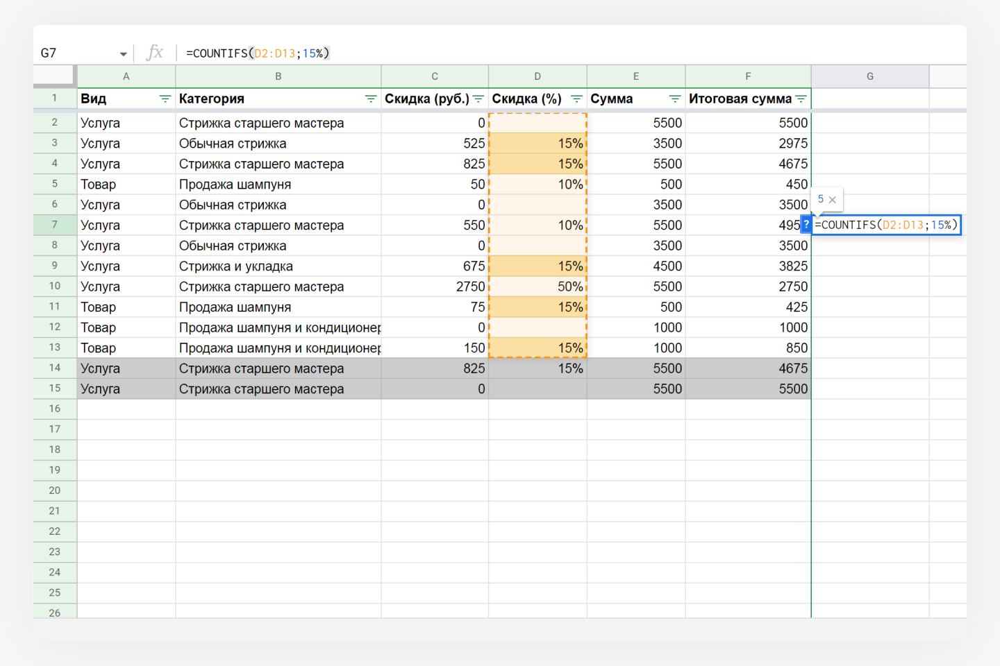 G7 fx =COUNTIFS(D2:D13;15%)
A B C D E F G
1 Вид Категория Скидка (руб.) Скидка (%) Сумма Итоговая сумма
2 Услуга Стрижка старшего мастера 0 5500 5500
3 Услуга Обычная стрижка 525 15% 3500 2975
4 Услуга Стрижка старшего мастера 825 15% 5500 4675
5 Товар Продажа шампуня 50 10% 500 450
6 Услуга Обычная стрижка 0 3500 3500 5 ×
7 Услуга Стрижка старшего мастера 550 10% 5500 495 ? =COUNTIFS(D2:D13;15%)
8 Услуга Обычная стрижка 0 3500 3500
9 Услуга Стрижка и укладка 675 15% 4500 3825
10 Услуга Стрижка старшего мастера 2750 50% 5500 2750
11 Товар Продажа шампуня 75 15% 500 425
12 Товар Продажа шампуня и кондиционер 0 1000 1000
13 Товар Продажа шампуня и кондиционер 150 15% 1000 850
14 Услуга Стрижка старшего мастера 825 15% 5500 4675
15 Услуга Стрижка старшего мастера 0 5500 5500
16
17
18
19
20
21
22
23
24
25
26